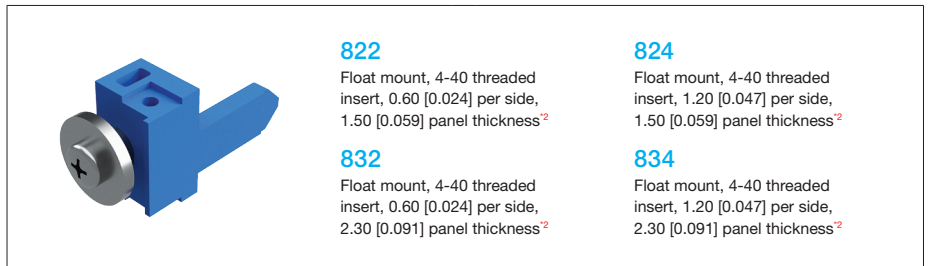 822
Float mount, 4-40 threaded
insert, 0.60 [0.024] per side,
1.50 [0.059] panel thickness*2
824
Float mount, 4-40 threaded
insert, 1.20 [0.047] per side,
1.50 [0.059] panel thickness*2
832
Float mount, 4-40 threaded
insert, 0.60 [0.024] per side,
2.30 [0.091] panel thickness*2
834
Float mount, 4-40 threaded
insert, 1.20 [0.047] per side,
2.30 [0.091] panel thickness*2